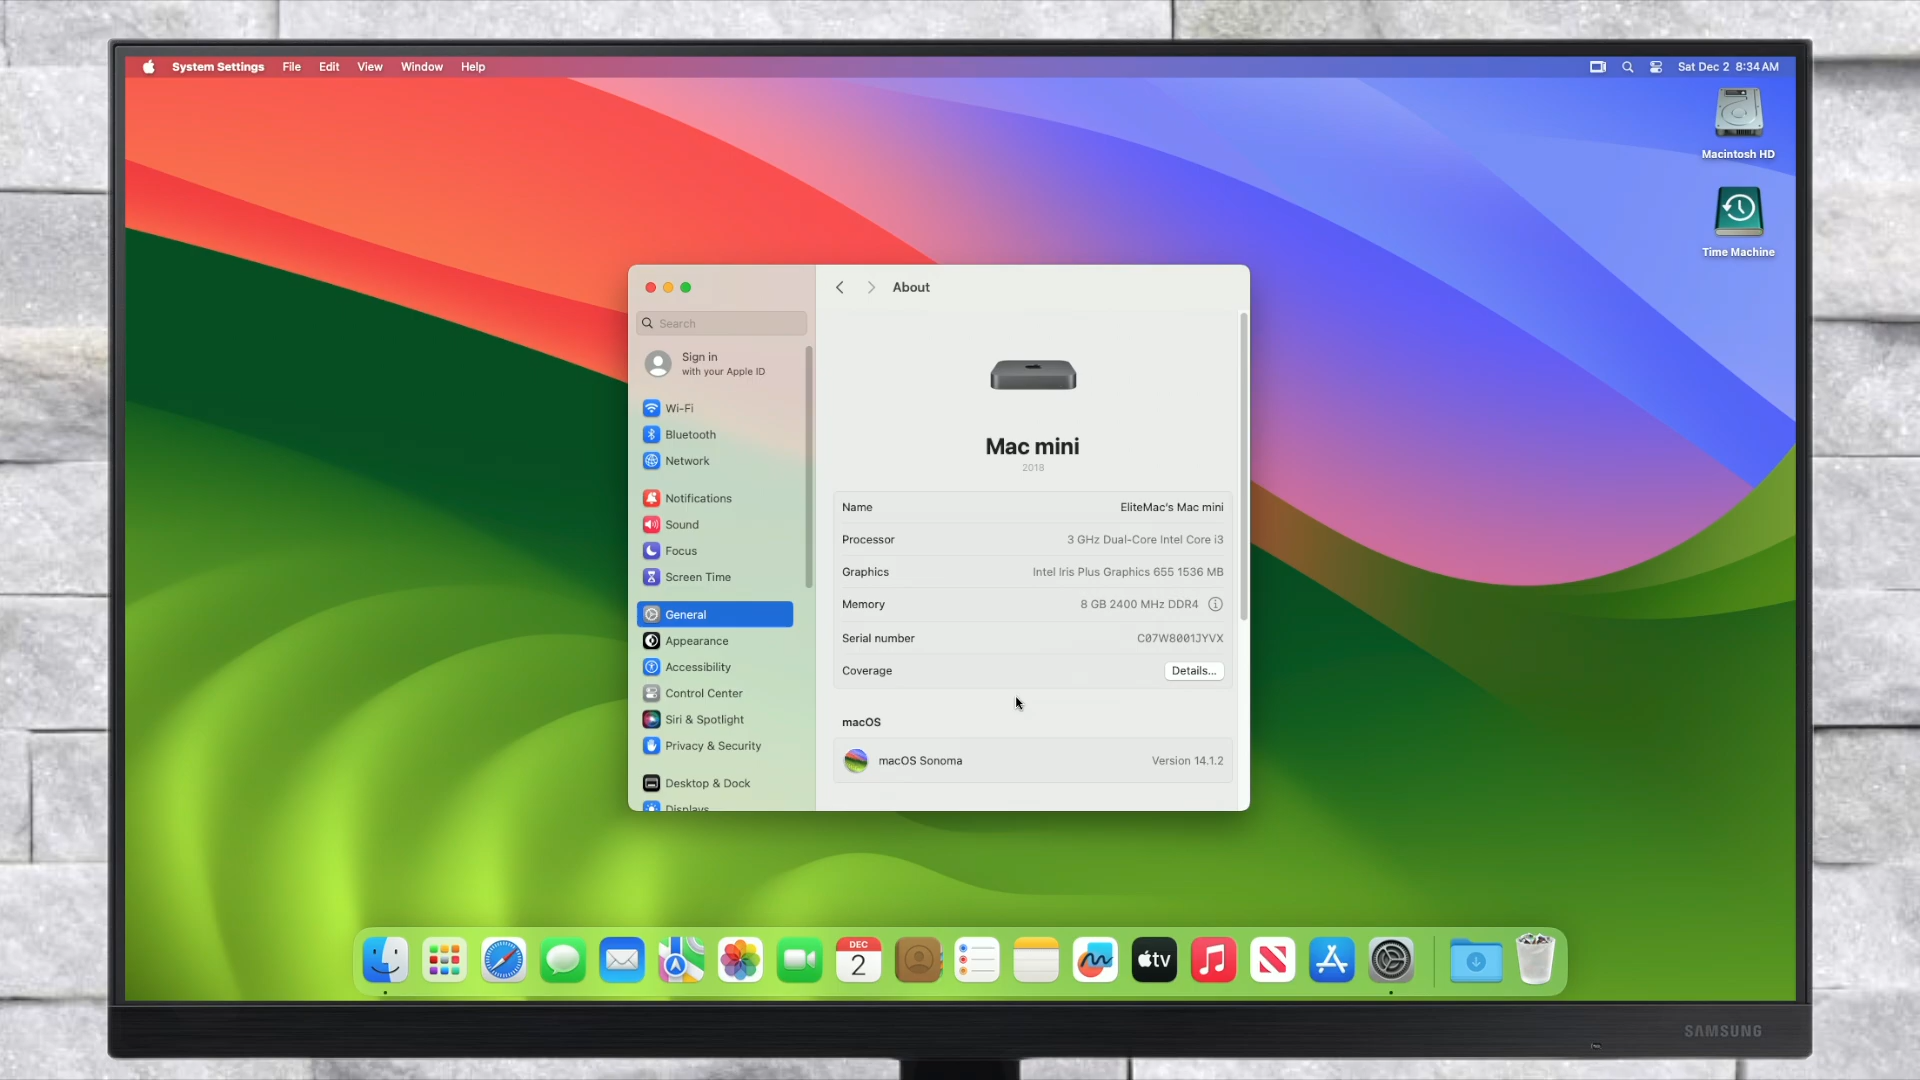 System Settings File Edit View Window Help
Sat Dec 2 8:34 AM
Macintosh HD
Time Machine
About
Search
Sign in
with your Apple ID
Wi-Fi
Bluetooth
Network
Notifications
Sound
Focus
Screen Time
General
Appearance
Accessibility
Control Center
Siri & Spotlight
Privacy & Security
Desktop & Dock
Displays
Mac mini
2018
Name EliteMac's Mac mini
Processor 3 GHz Dual-Core Intel Core i3
Graphics Intel Iris Plus Graphics 655 1536 MB
Memory 8 GB 2400 MHz DDR4
Serial number C07W8001JYVX
Coverage Details...
macOS
macOS Sonoma Version 14.1.2
DEC
2
tv
SAMSUNG